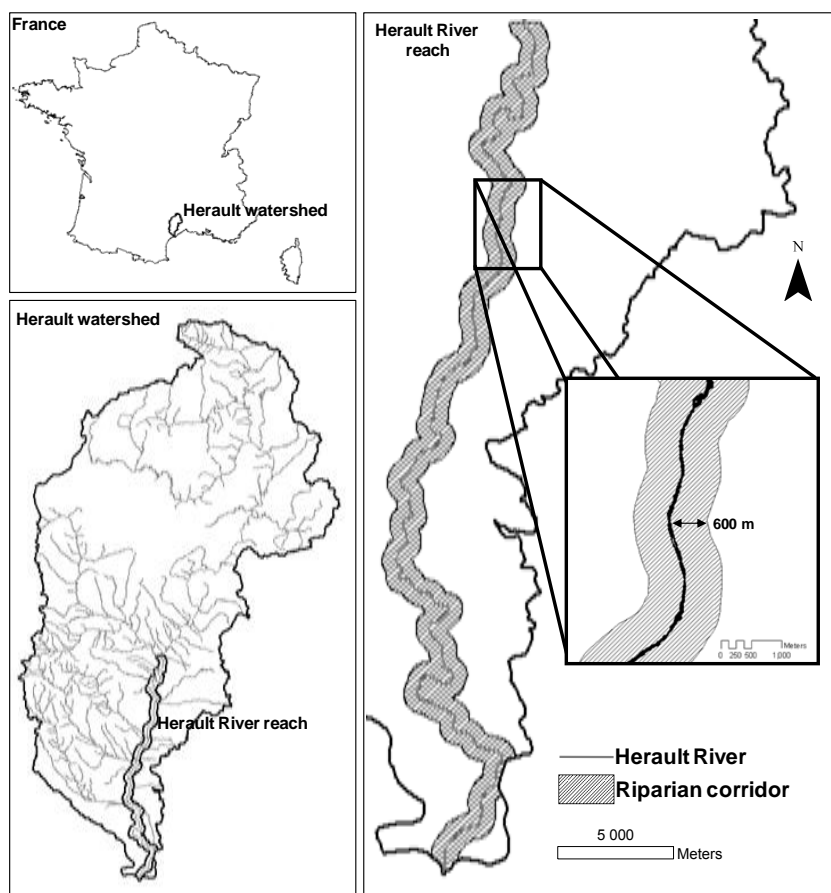 France
Herault watershed
Herault watershed
Herault River reach
Herault River
reach
N
600 m
Meters
0 250 500 1,000
Herault River
Riparian corridor
5 000
Meters